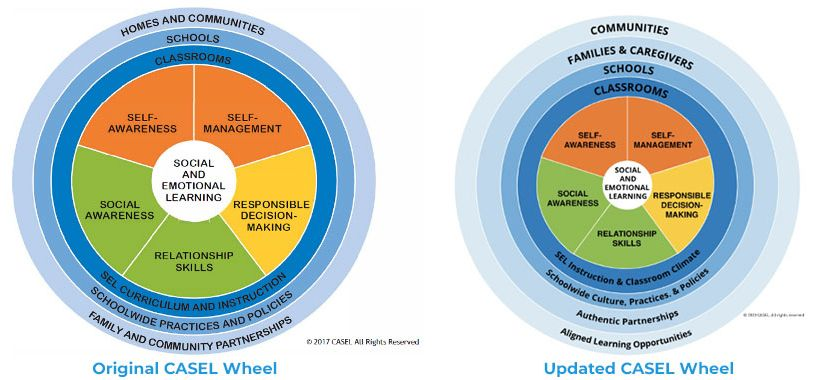 HOMES AND COMMUNITIES
SCHOOLS
CLASSROOMS
SELF-
AWARENESS
SELF-
MANAGEMENT
SOCIAL
AND
EMOTIONAL
LEARNING
SOCIAL
AWARENESS
RESPONSIBLE
DECISION-
MAKING
RELATIONSHIP
SKILLS
SEL CURRICULUM AND INSTRUCTION
SCHOOLWIDE PRACTICES AND POLICIES
FAMILY AND COMMUNITY PARTNERSHIPS
© 2017 CASEL All Rights Reserved
Original CASEL Wheel
COMMUNITIES
FAMILIES & CAREGIVERS
SCHOOLS
CLASSROOMS
SELF-
AWARENESS
SELF-
MANAGEMENT
SOCIAL
AND
EMOTIONAL
LEARNING
SOCIAL
AWARENESS
RESPONSIBLE
DECISION-
MAKING
RELATIONSHIP
SKILLS
SEL Instruction & Classroom Climate
Schoolwide Culture, Practices, & Policies
Authentic Partnerships
Aligned Learning Opportunities
CASEL. All rights reserved
Updated CASEL Wheel